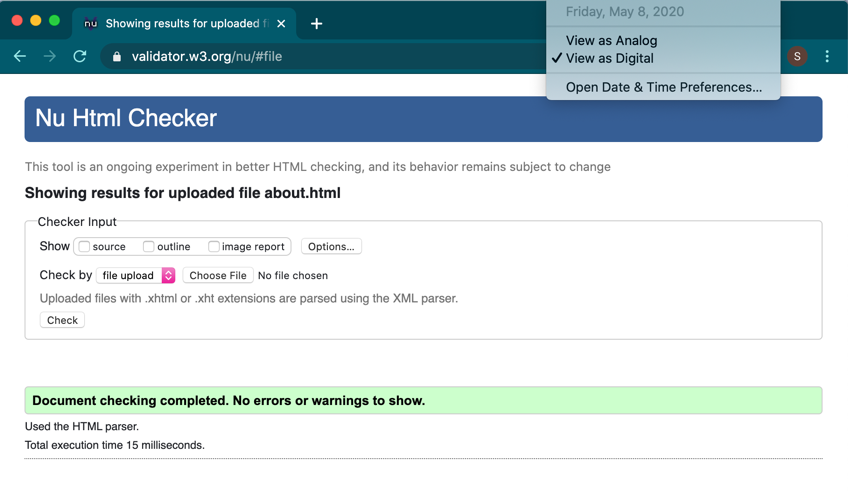 Friday, May 8, 2020
nu Showing results for uploaded fi
View as Analog
✓ View as Digital
validator.w3.org/nu/#file
S
Open Date & Time Preferences...
Nu Html Checker
This tool is an ongoing experiment in better HTML checking, and its behavior remains subject to change
Showing results for uploaded file about.html
Checker Input
Show source outline image report Options...
Check by file upload Choose File No file chosen
Uploaded files with .xhtml or .xht extensions are parsed using the XML parser.
Check
Document checking completed. No errors or warnings to show.
Used the HTML parser.
Total execution time 15 milliseconds.